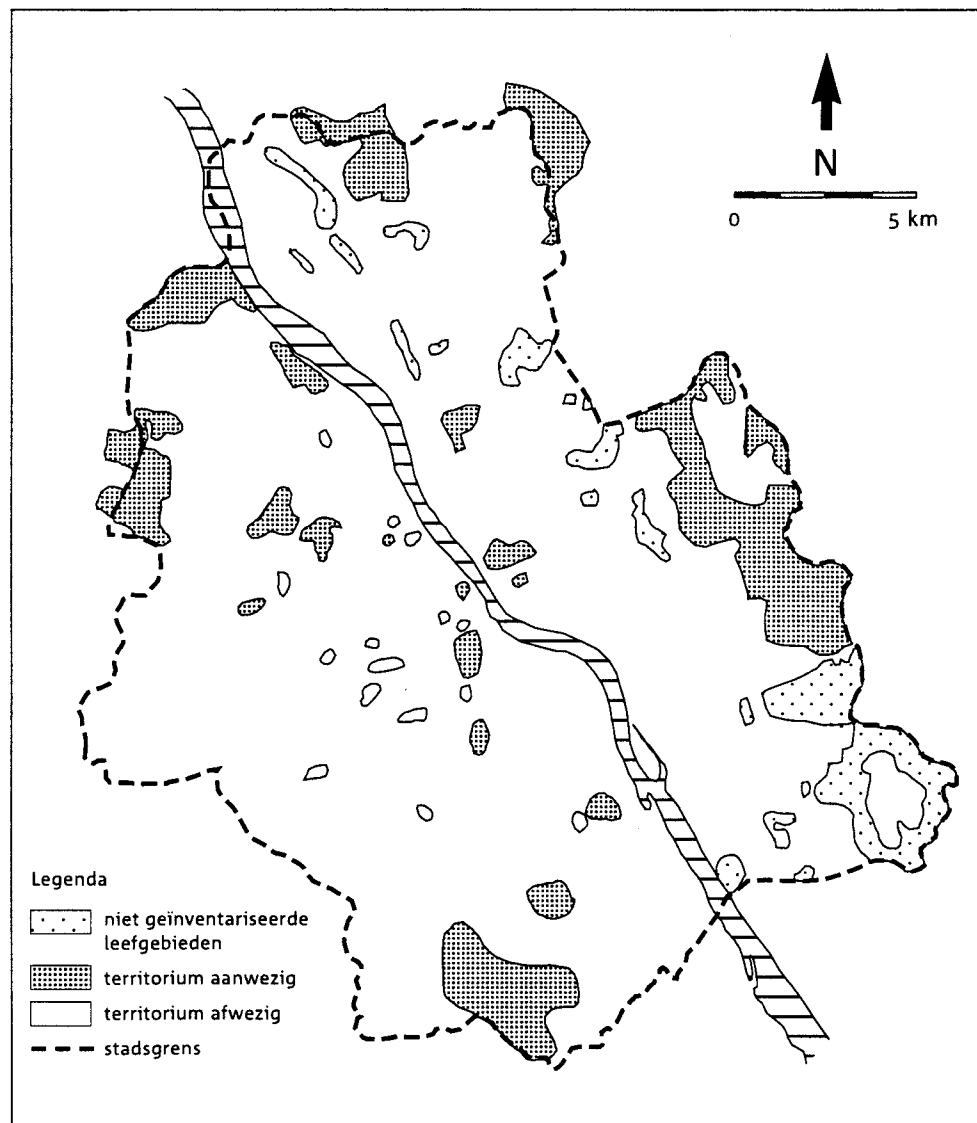 N
0 5 km
Legenda
niet geïnventariseerde
leefgebieden
territorium aanwezig
territorium afwezig
stadsgrens